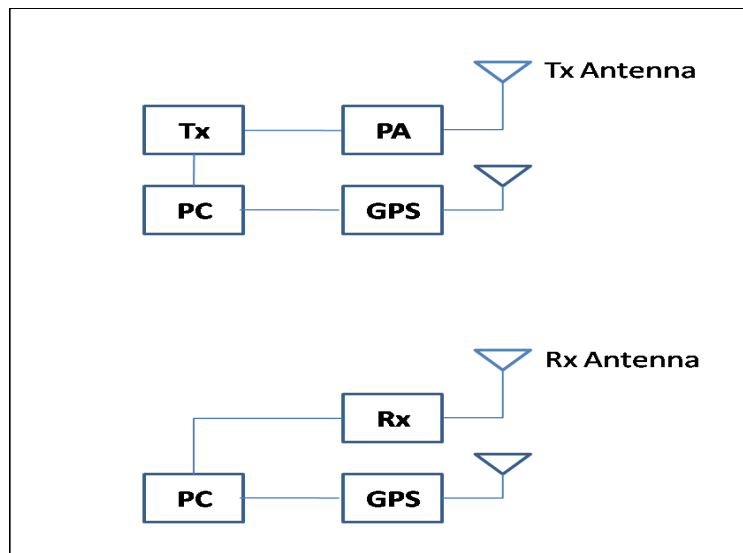 Tx Antenna
Tx
PA
PC
GPS
Rx Antenna
Rx
PC
GPS